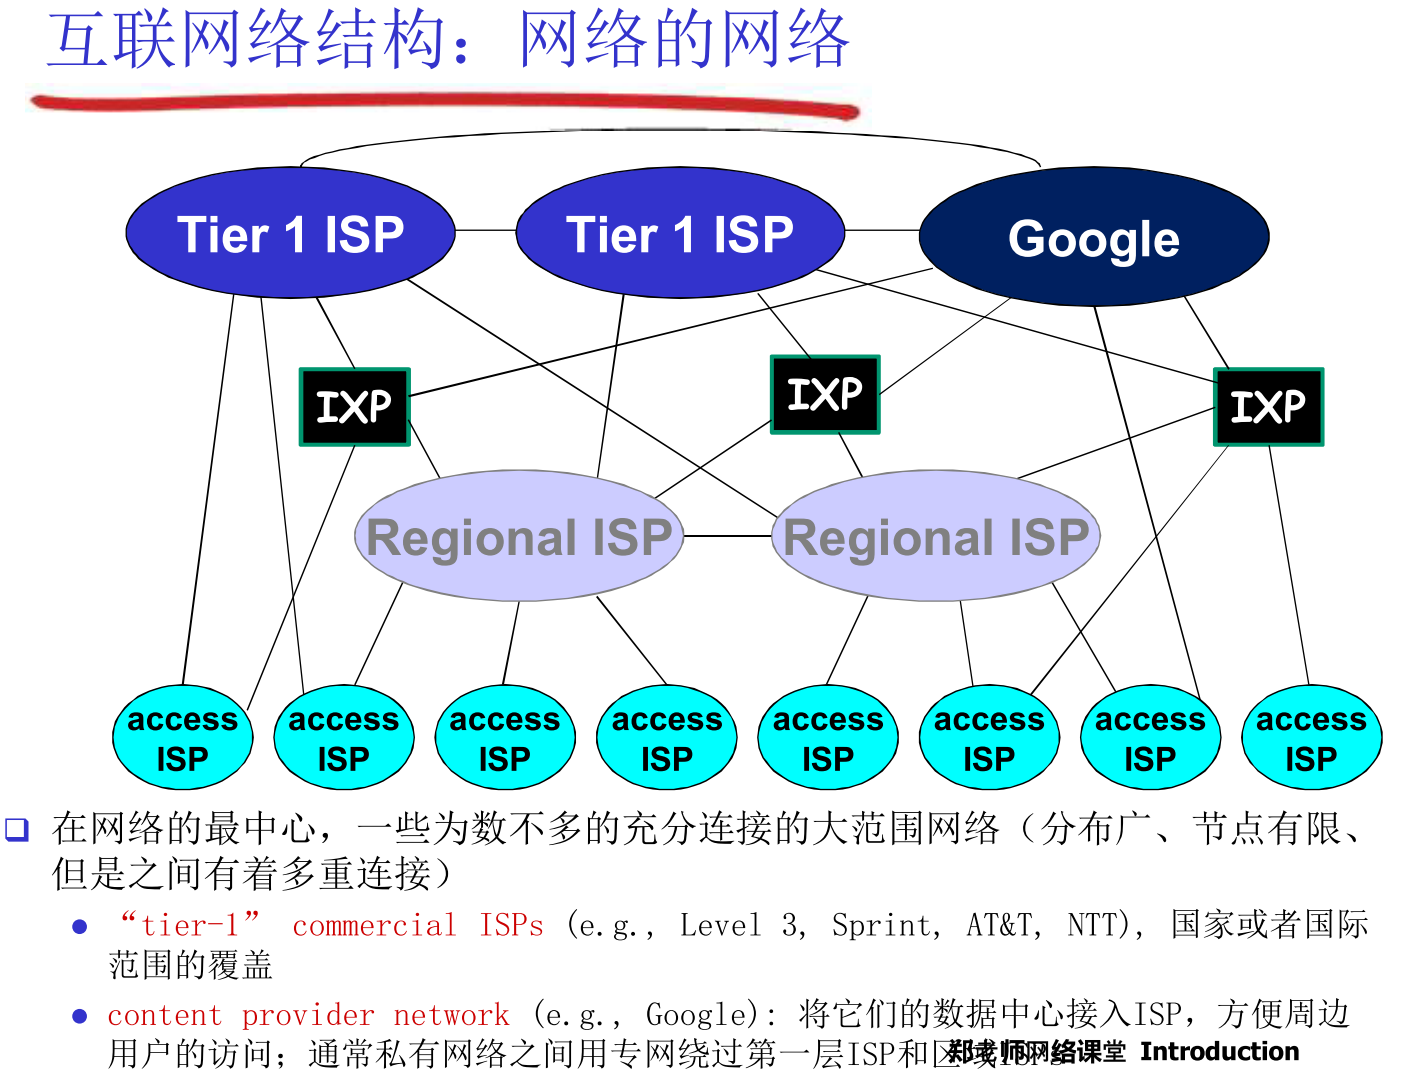 互联网络结构：网络的网络
Tier 1 ISP
Tier 1 ISP
Google
IXP
IXP
IXP
Regional ISP
Regional ISP
access
ISP
access
ISP
access
ISP
access
ISP
access
ISP
access
ISP
access
ISP
access
ISP
在网络的最中心，一些为数不多的充分连接的大范围网络（分布广、节点有限、
但是之间有着多重连接）
“tier-1” commercial ISPs (e.g., Level 3, Sprint, AT&T, NTT), 国家或者国际
范围的覆盖
content provider network (e.g., Google): 将它们的数据中心接入ISP，方便周边
用户的访问；通常私有网络之间用专网绕过第一层ISP和区
郑老师网络课堂 Introduction